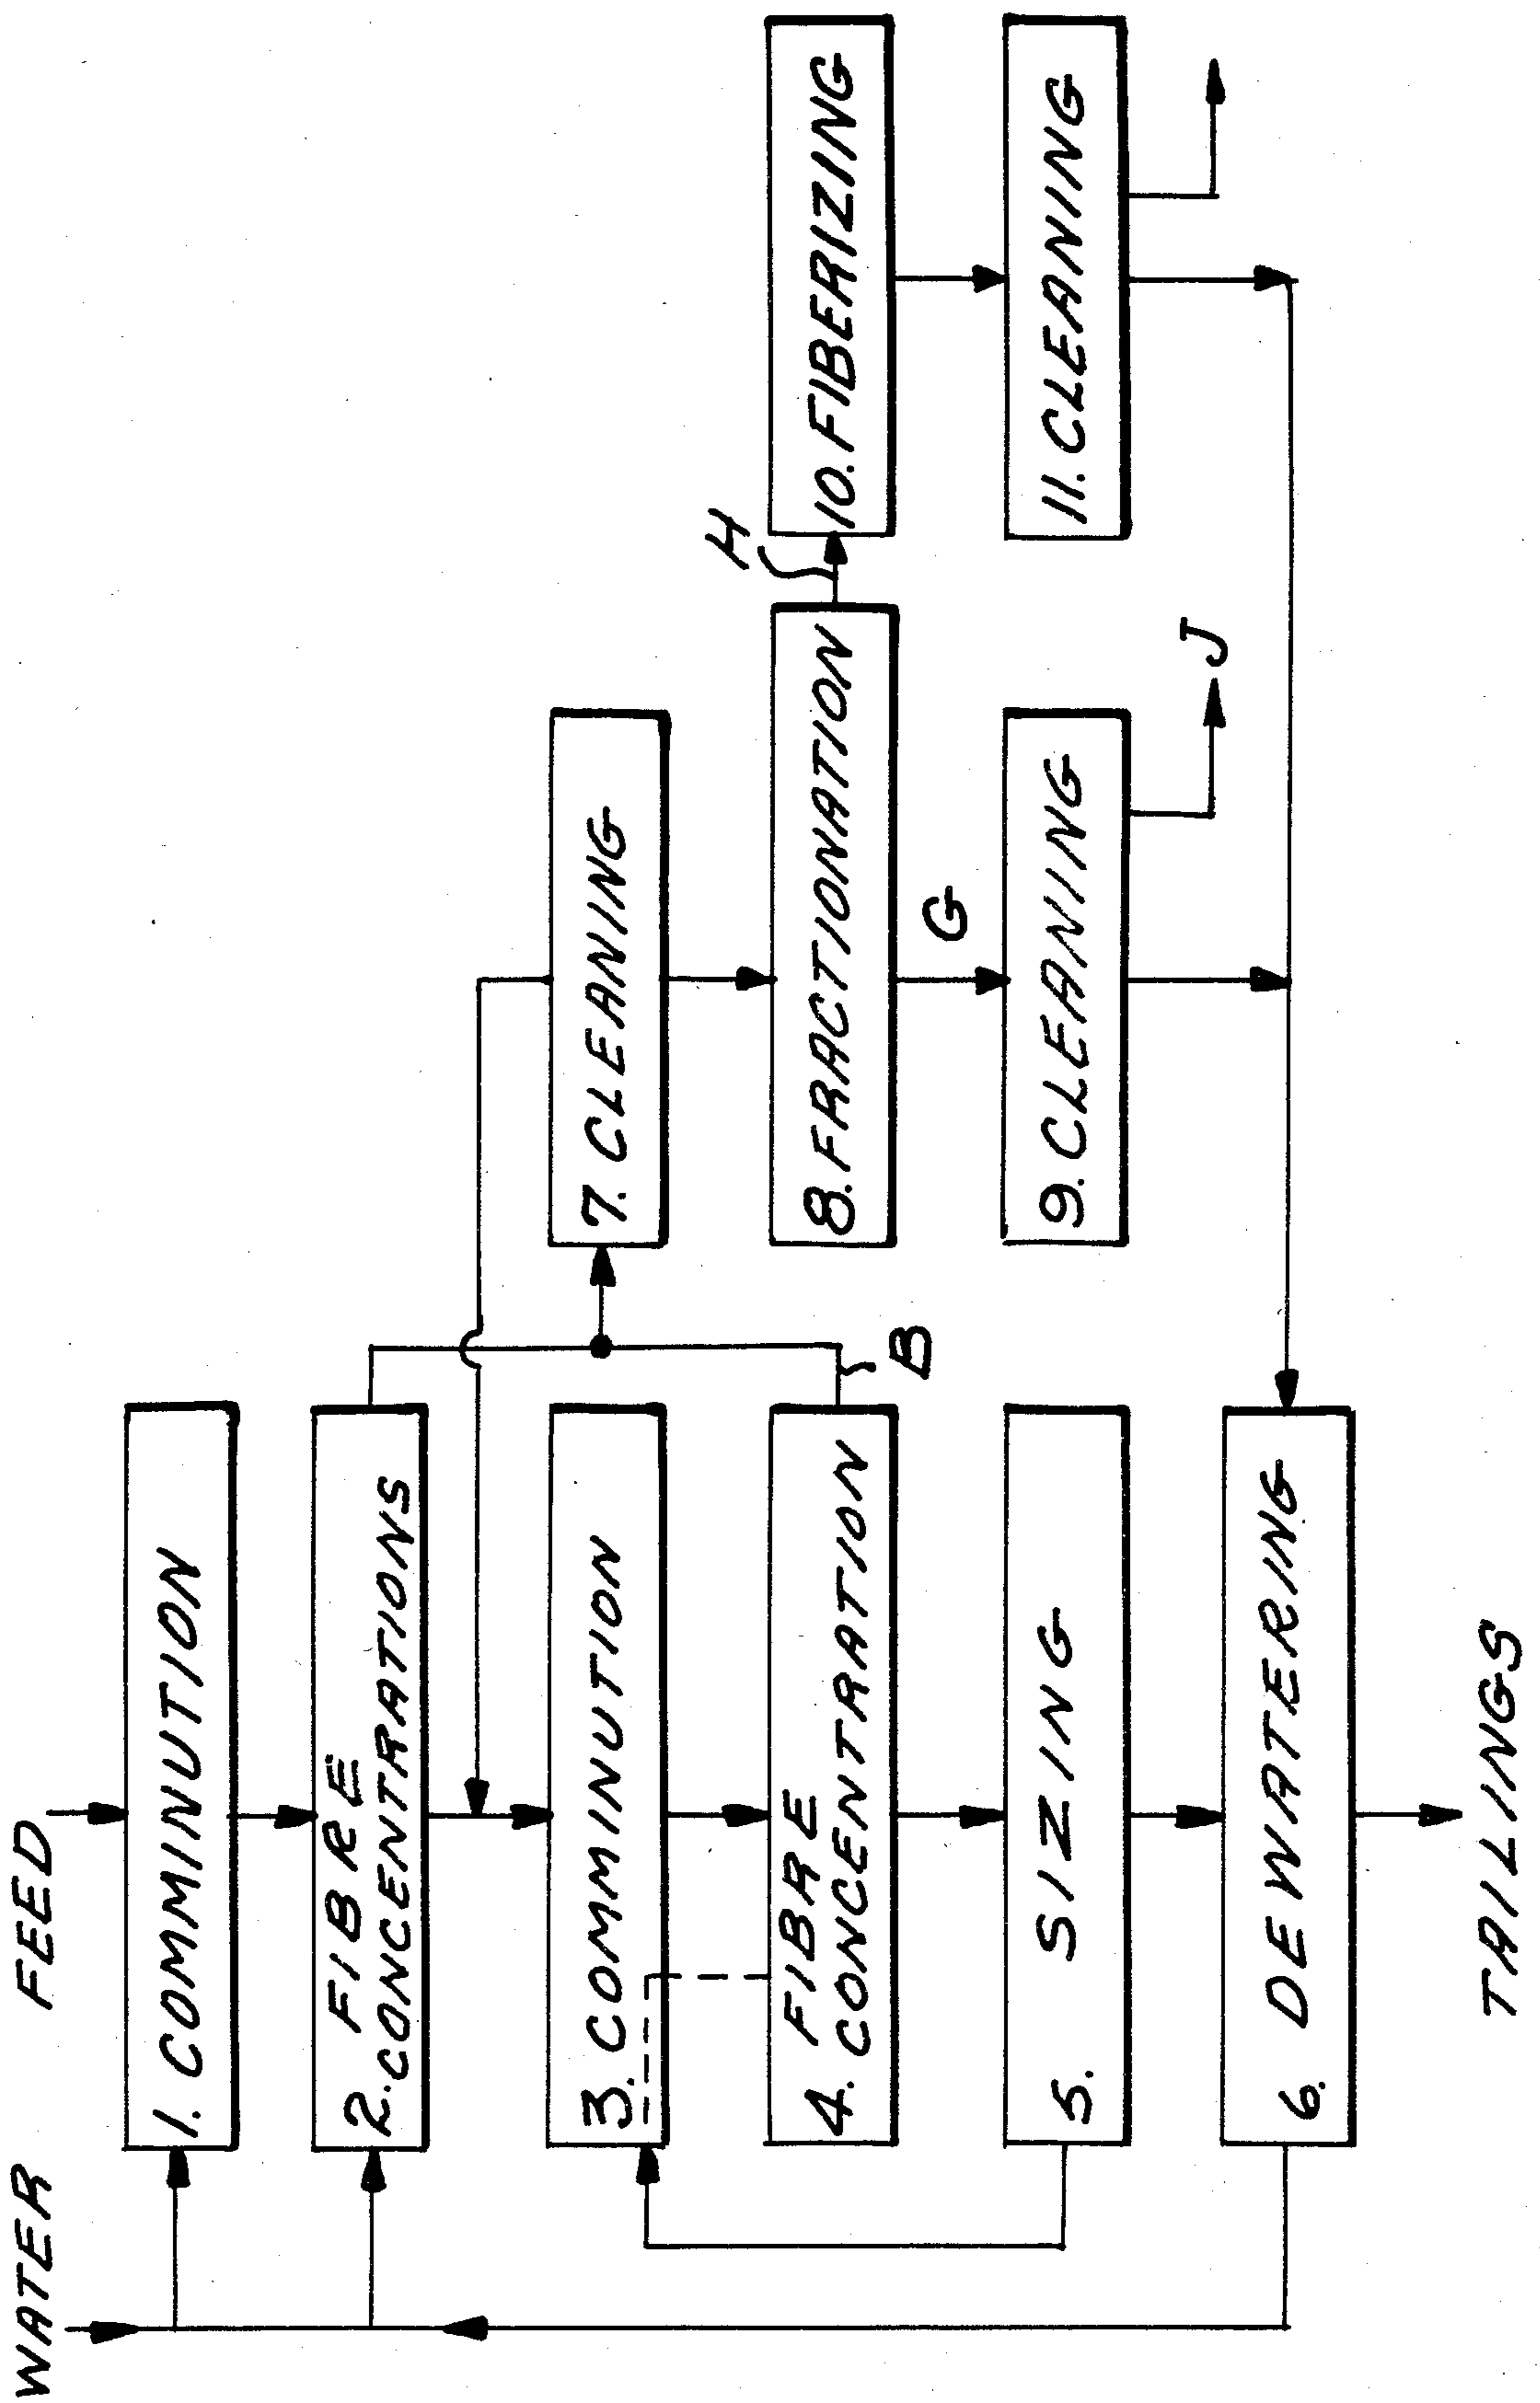 WATER
FEED
1. COMMINUTION
FIBRE
2. CONCENTRATIONS
3. COMMINUTION
FIBRE
4. CONCENTRATION
B
5. SIZING
6. DEWATERING
TAILINGS
7. CLEANING
8. FRACTIONATION
H
G
9. CLEANING
J
10. FIBERIZING
11. CLEANING